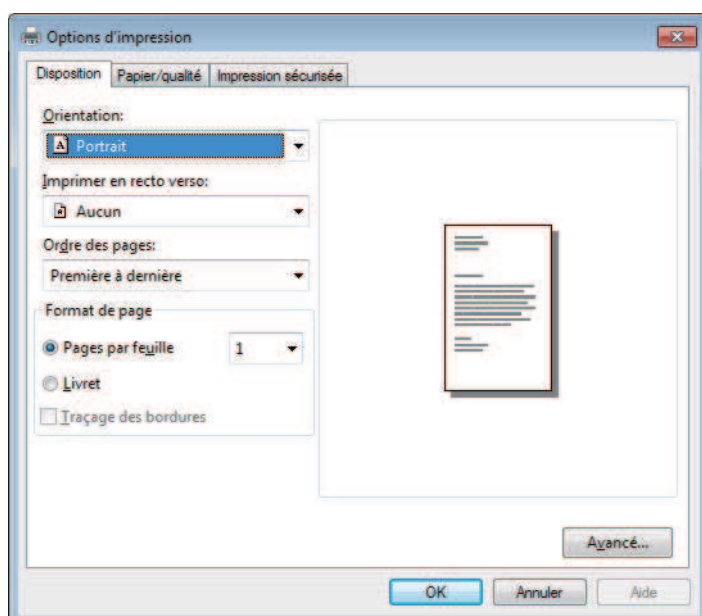 Options d'impression
Disposition Papier/qualité Impression sécurisée
Orientation:
Portrait
Imprimer en recto verso:
Aucun
Ordre des pages:
Première à dernière
Format de page
Pages par feuille 1
Livret
Traçage des bordures
Avancé...
OK Annuler Aide